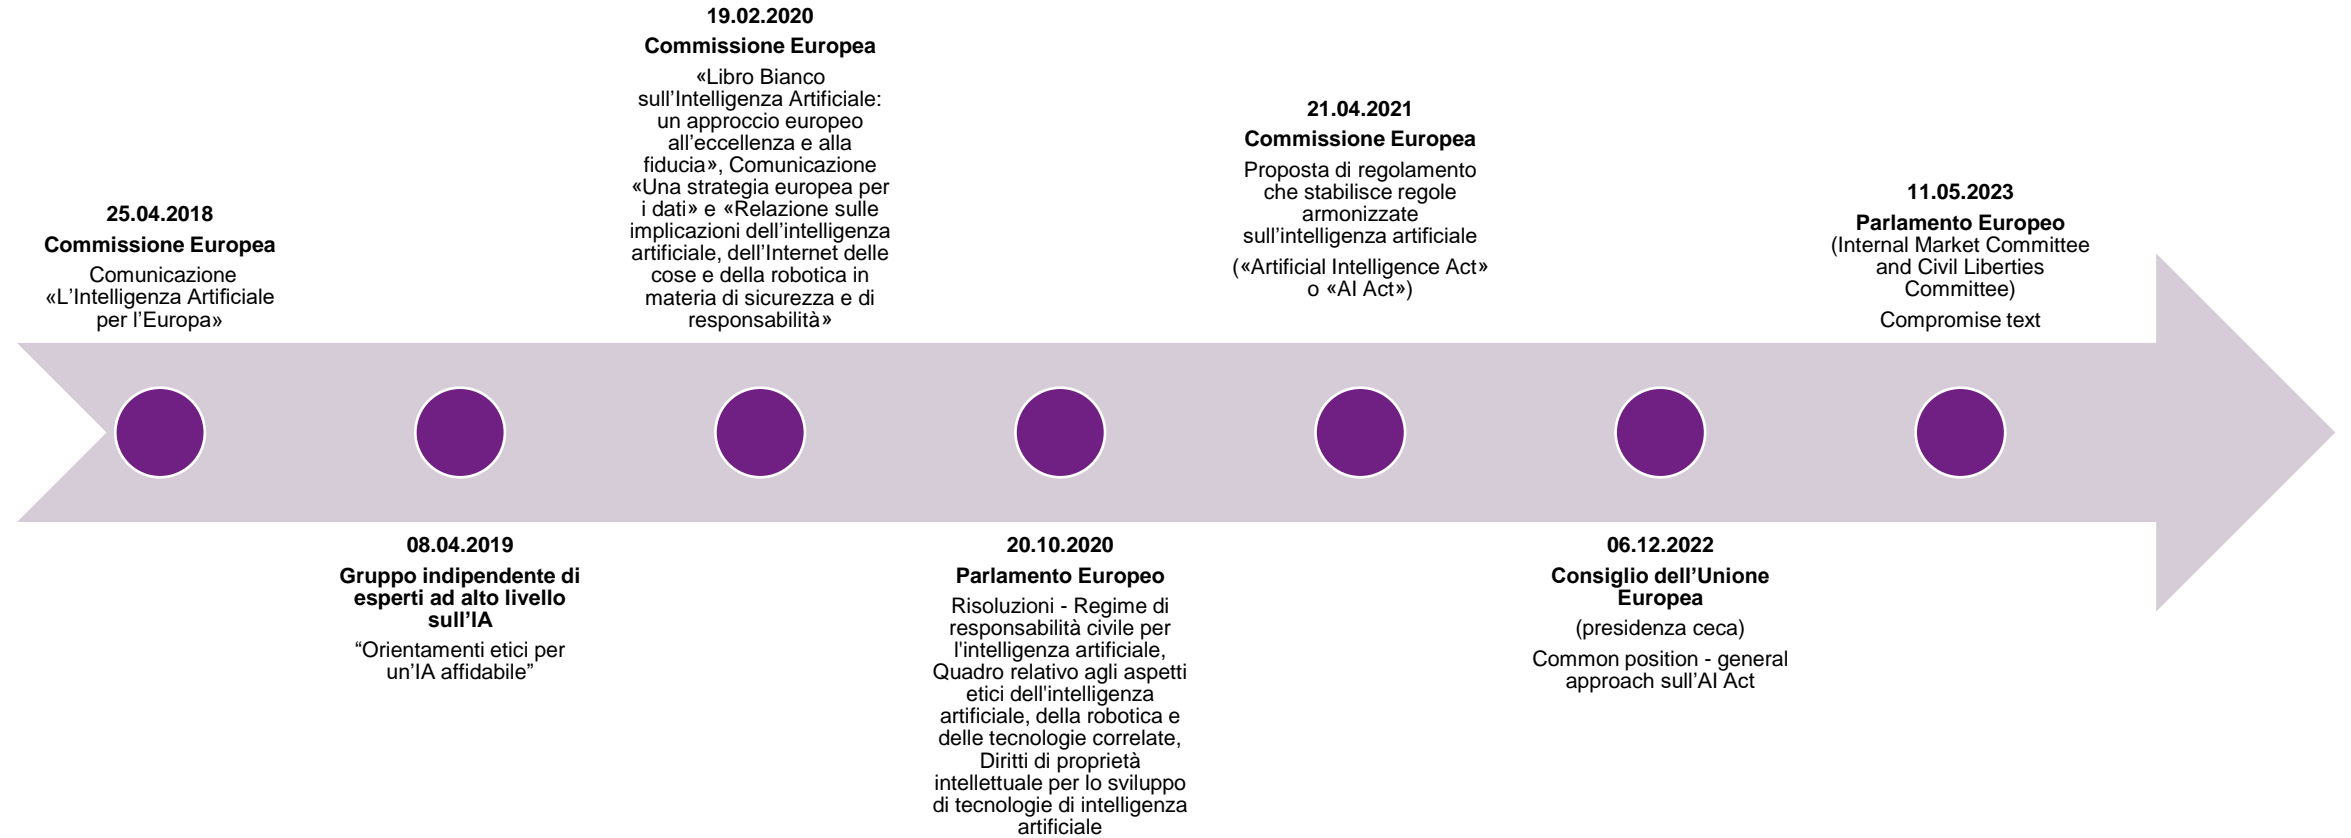 25.04.2018
Commissione Europea
Comunicazione
«L’Intelligenza Artificiale
per l’Europa»
08.04.2019
Gruppo indipendente di
esperti ad alto livello
sull’IA
“Orientamenti etici per
un’IA affidabile”
19.02.2020
Commissione Europea
«Libro Bianco
sull’Intelligenza Artificiale:
un approccio europeo
all’eccellenza e alla
fiducia», Comunicazione
«Una strategia europea per
i dati» e «Relazione sulle
implicazioni dell’intelligenza
artificiale, dell’Internet delle
cose e della robotica in
materia di sicurezza e di
responsabilità»
20.10.2020
Parlamento Europeo
Risoluzioni - Regime di
responsabilità civile per
l'intelligenza artificiale,
Quadro relativo agli aspetti
etici dell'intelligenza
artificiale, della robotica e
delle tecnologie correlate,
Diritti di proprietà
intellettuale per lo sviluppo
di tecnologie di intelligenza
artificiale
21.04.2021
Commissione Europea
Proposta di regolamento
che stabilisce regole
armonizzate
sull’intelligenza artificiale
(«Artificial Intelligence Act»
o «AI Act»)
06.12.2022
Consiglio dell’Unione
Europea
(presidenza ceca)
Common position - general
approach sull’AI Act
11.05.2023
Parlamento Europeo
(Internal Market Committee
and Civil Liberties
Committee)
Compromise text